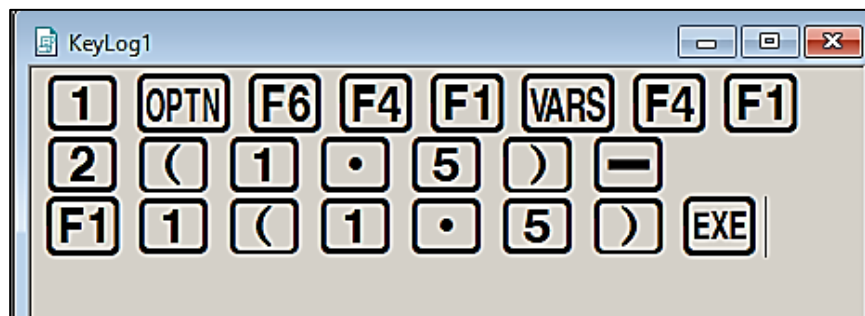 KeyLog1
1 OPTN F6 F4 F1 VARS F4 F1
2 ( 1 • 5 ) −
F1 1 ( 1 • 5 ) EXE